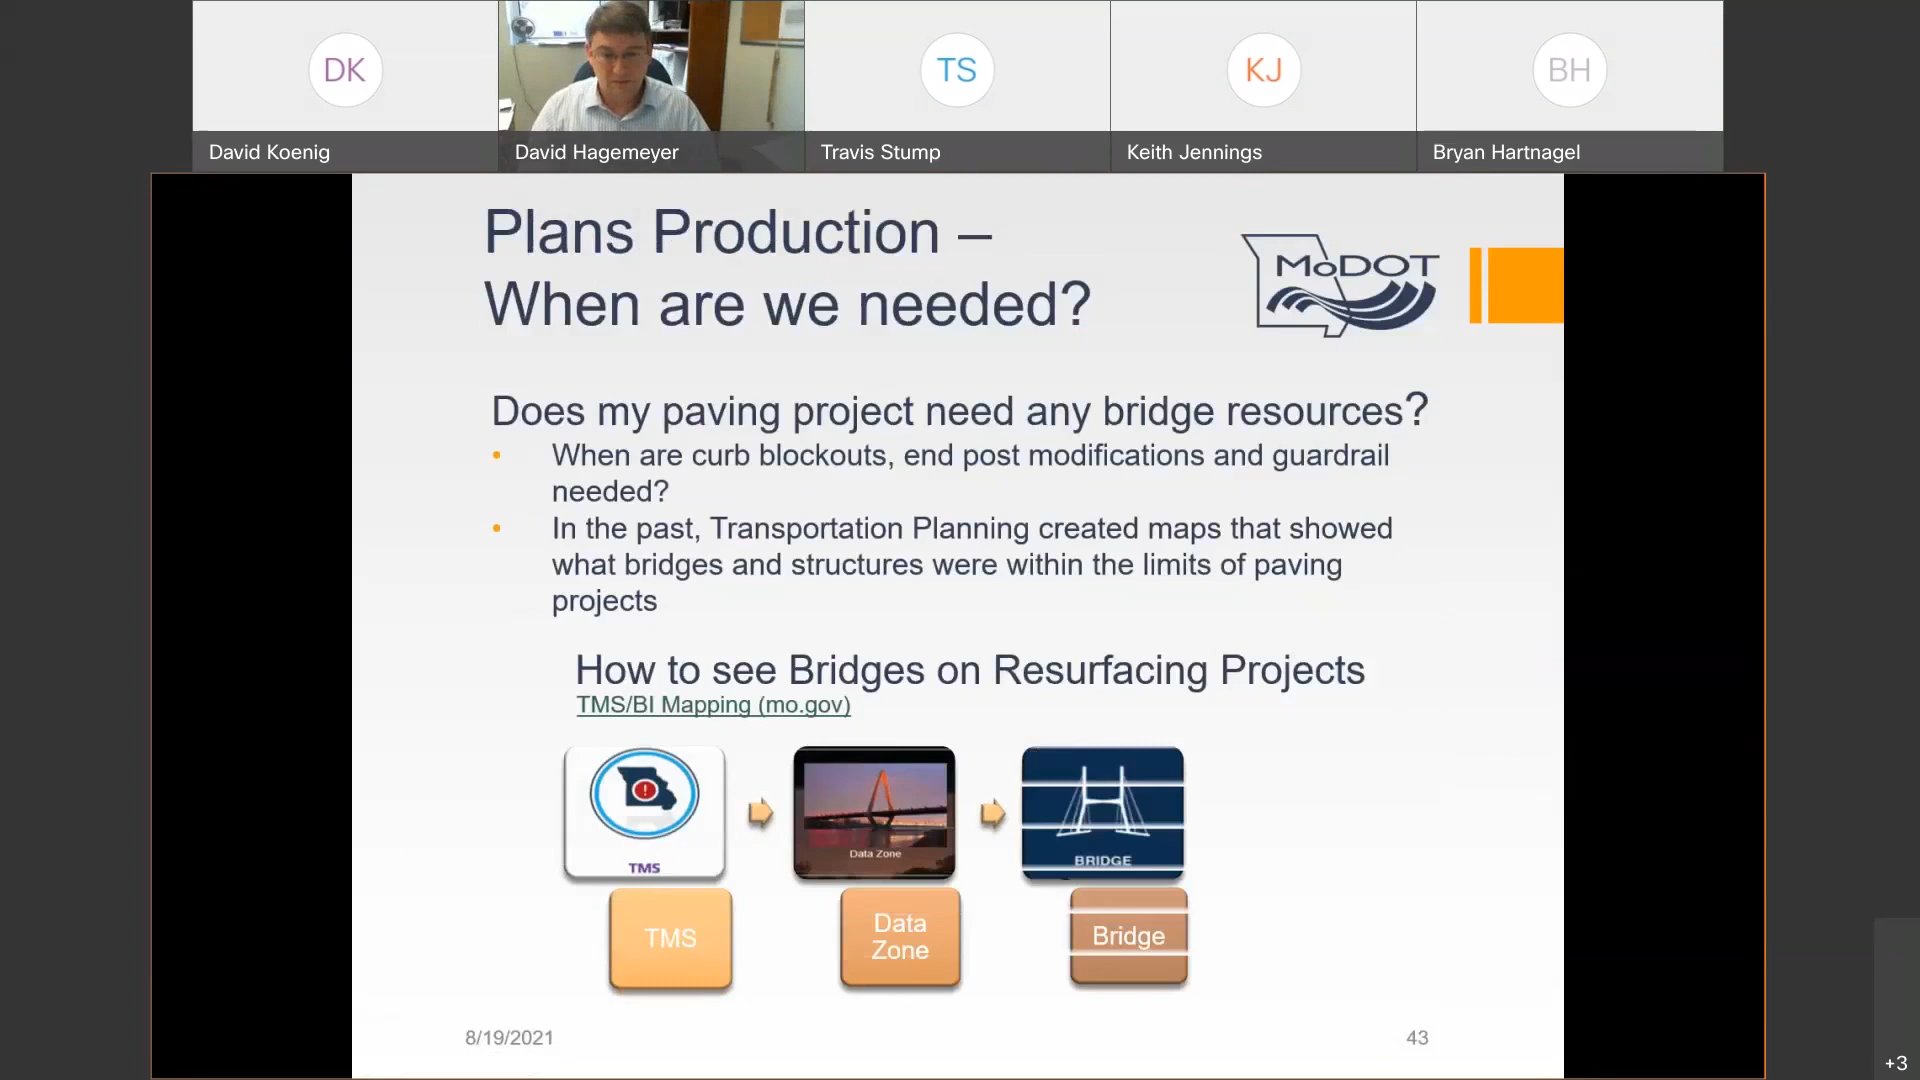 DK
TS
KJ
BH
David Koenig
David Hagemeyer
Travis Stump
Keith Jennings
Bryan Hartnagel
Plans Production –
When are we needed?
MoDOT
Does my paving project need any bridge resources?
• When are curb blockouts, end post modifications and guardrail
needed?
• In the past, Transportation Planning created maps that showed
what bridges and structures were within the limits of paving
projects
How to see Bridges on Resurfacing Projects
TMS/BI Mapping (mo.gov)
!
TMS
Data Zone
BRIDGE
TMS
Data
Zone
Bridge
8/19/2021
43
+3